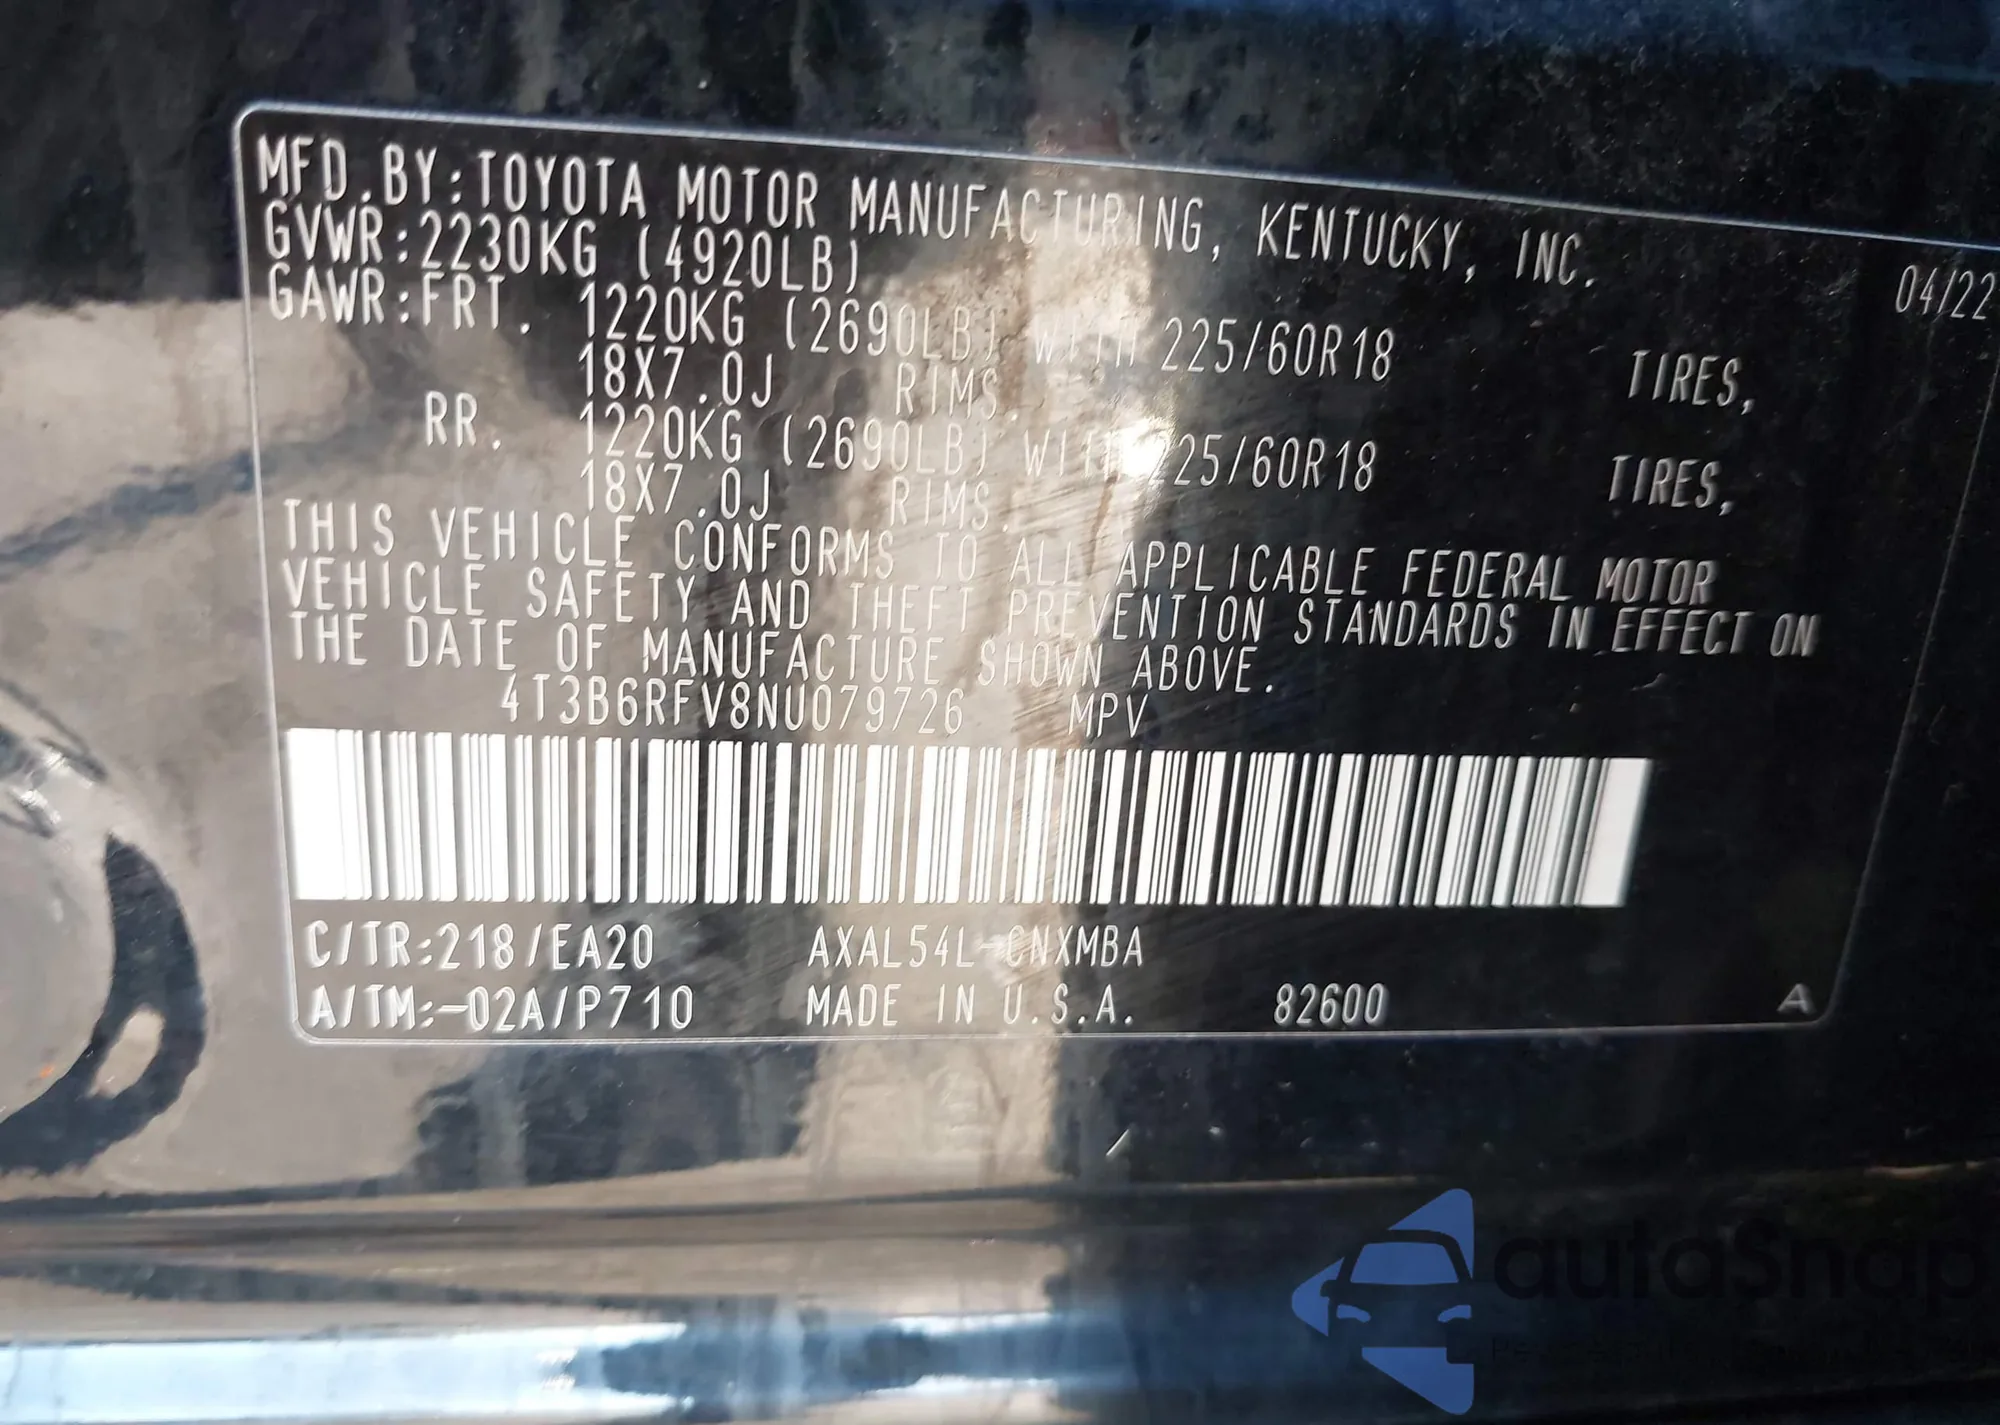 MFD.BY:TOYOTA MOTOR MANUFACTURING, KENTUCKY, INC. 04/22
GVWR:2230KG (4920LB)
GAWR:FRT. 1220KG (2690LB) WITH 225/60R18 TIRES,
18X7.0J RIMS.
RR. 1220KG (2690LB) WITH 225/60R18 TIRES,
18X7.0J RIMS.
THIS VEHICLE CONFORMS TO ALL APPLICABLE FEDERAL MOTOR
VEHICLE SAFETY AND THEFT PREVENTION STANDARDS IN EFFECT ON
THE DATE OF MANUFACTURE SHOWN ABOVE.
4T3B6RFV8NU079726 MPV
C/TR:218/EA20 AXAL54L-CNXMBA
A/TM:-02A/P710 MADE IN U.S.A. 82600 A
autoSnap